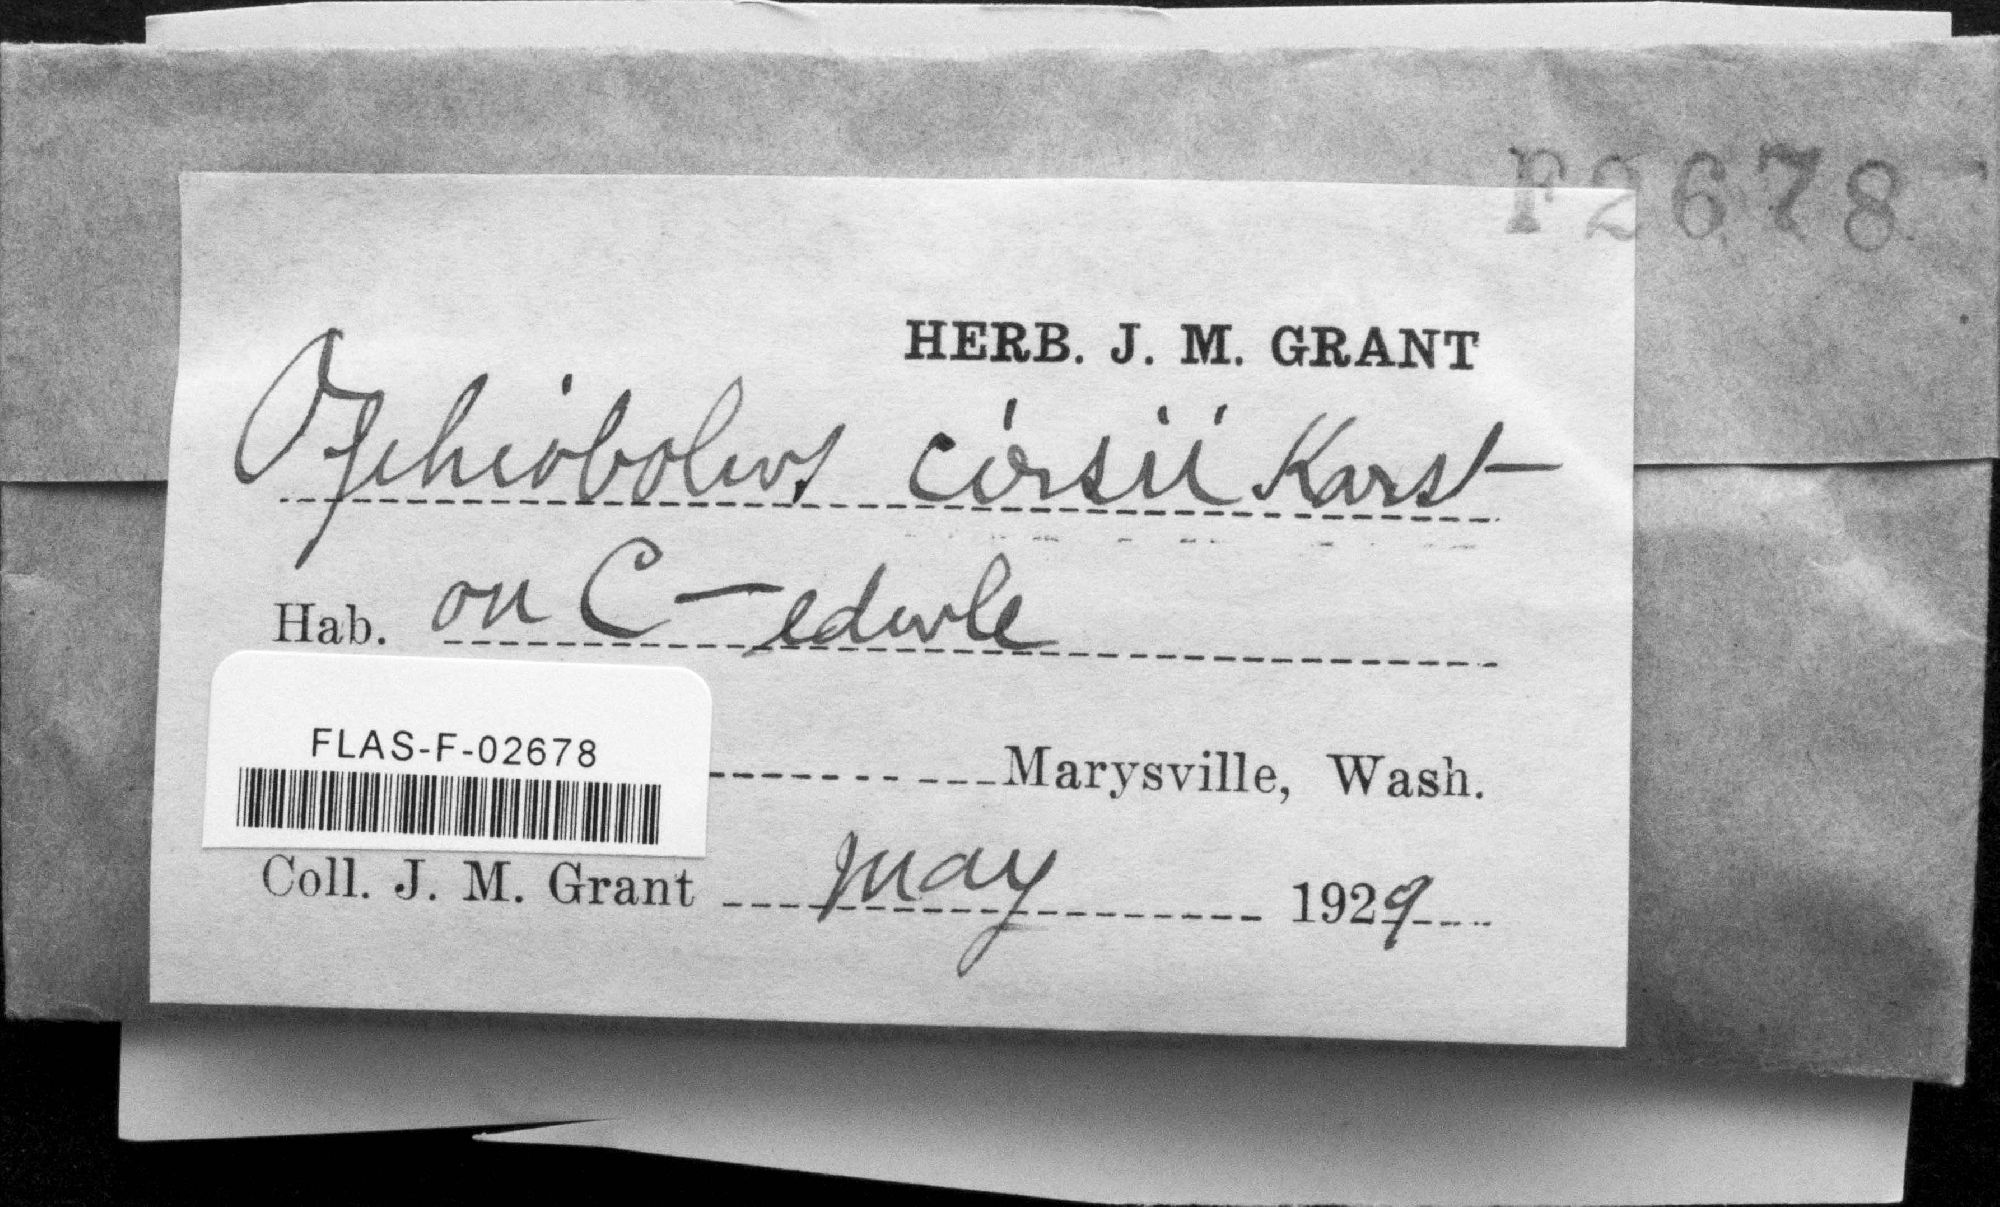 F2678
HERB. J. M. GRANT
Ophiobolus cirsii Karst
Hab. on C- edule
FLAS-F-02678
Marysville, Wash.
Coll. J. M. Grant May 1929